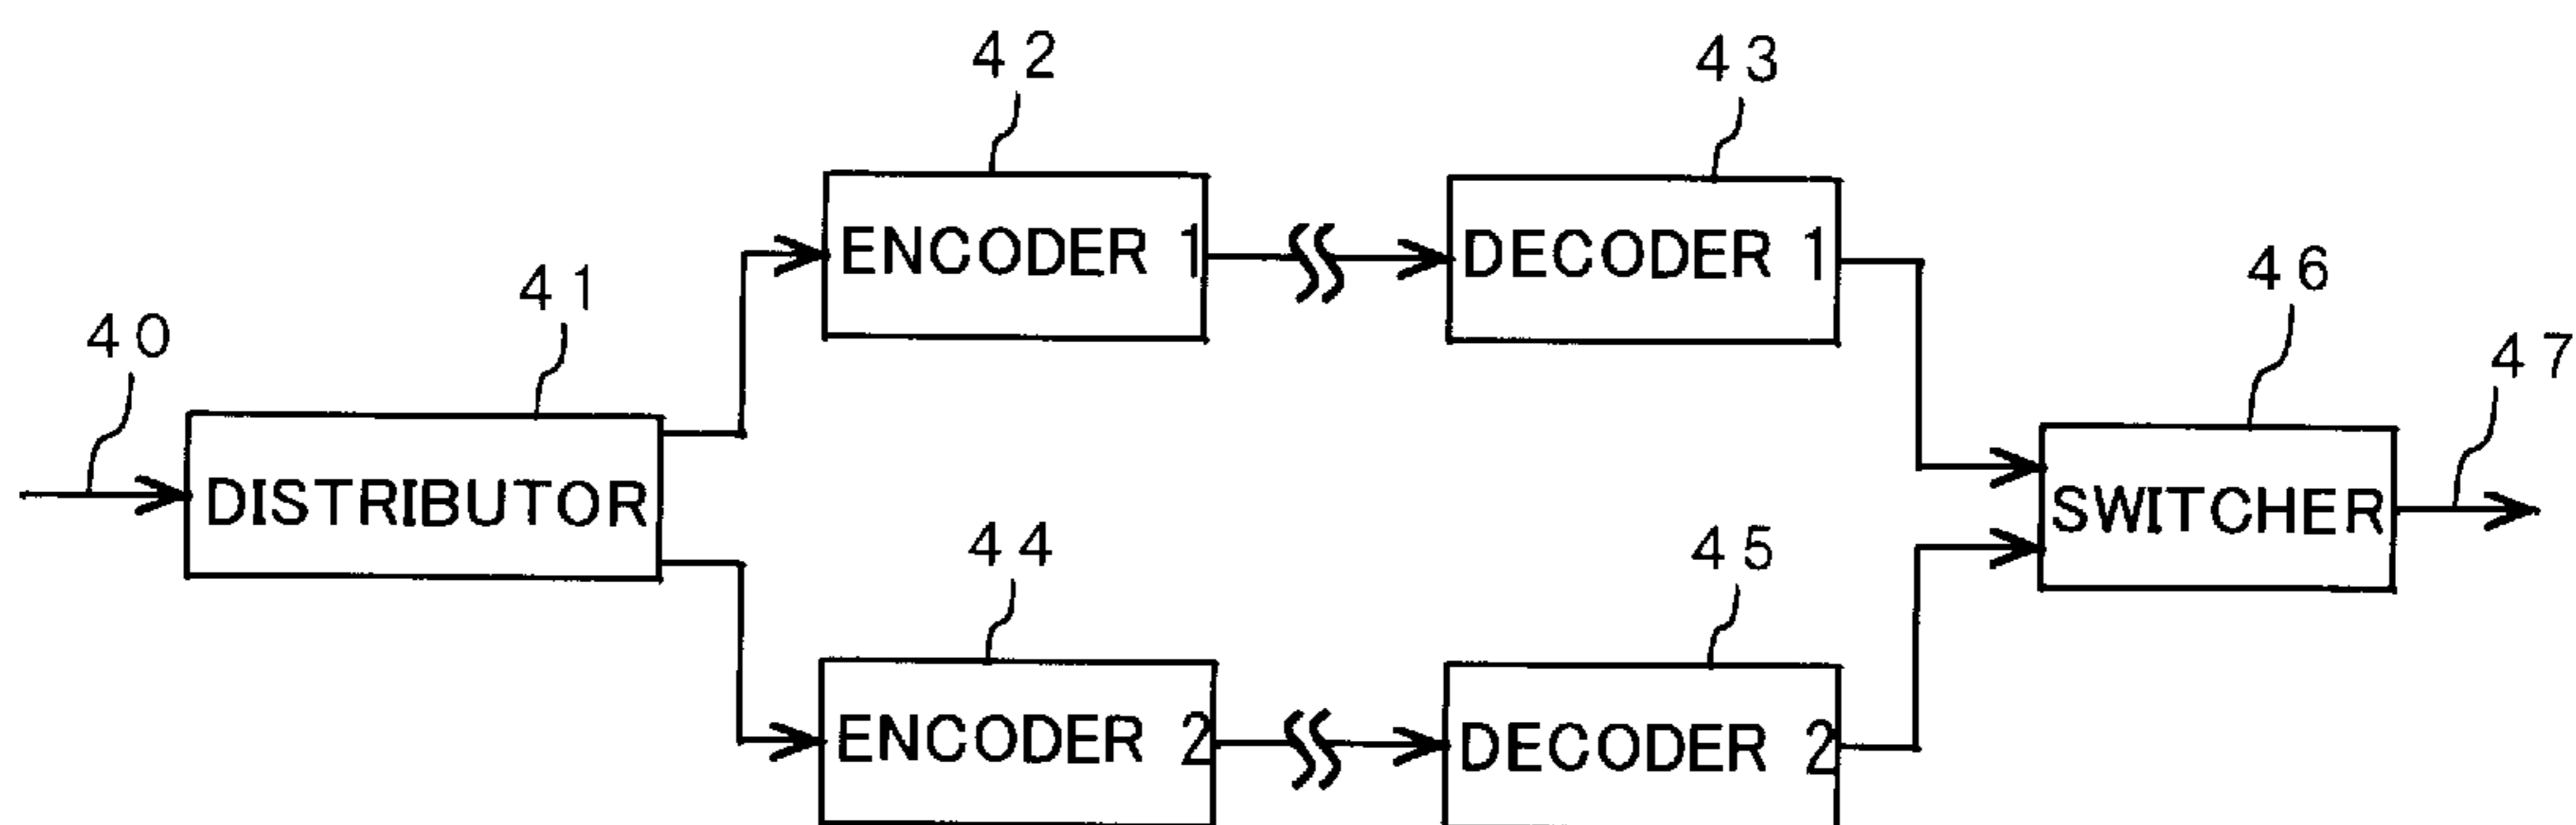 42
43
41
46
40
47
ENCODER 1
DECODER 1
DISTRIBUTOR
SWITCHER
44
45
ENCODER 2
DECODER 2